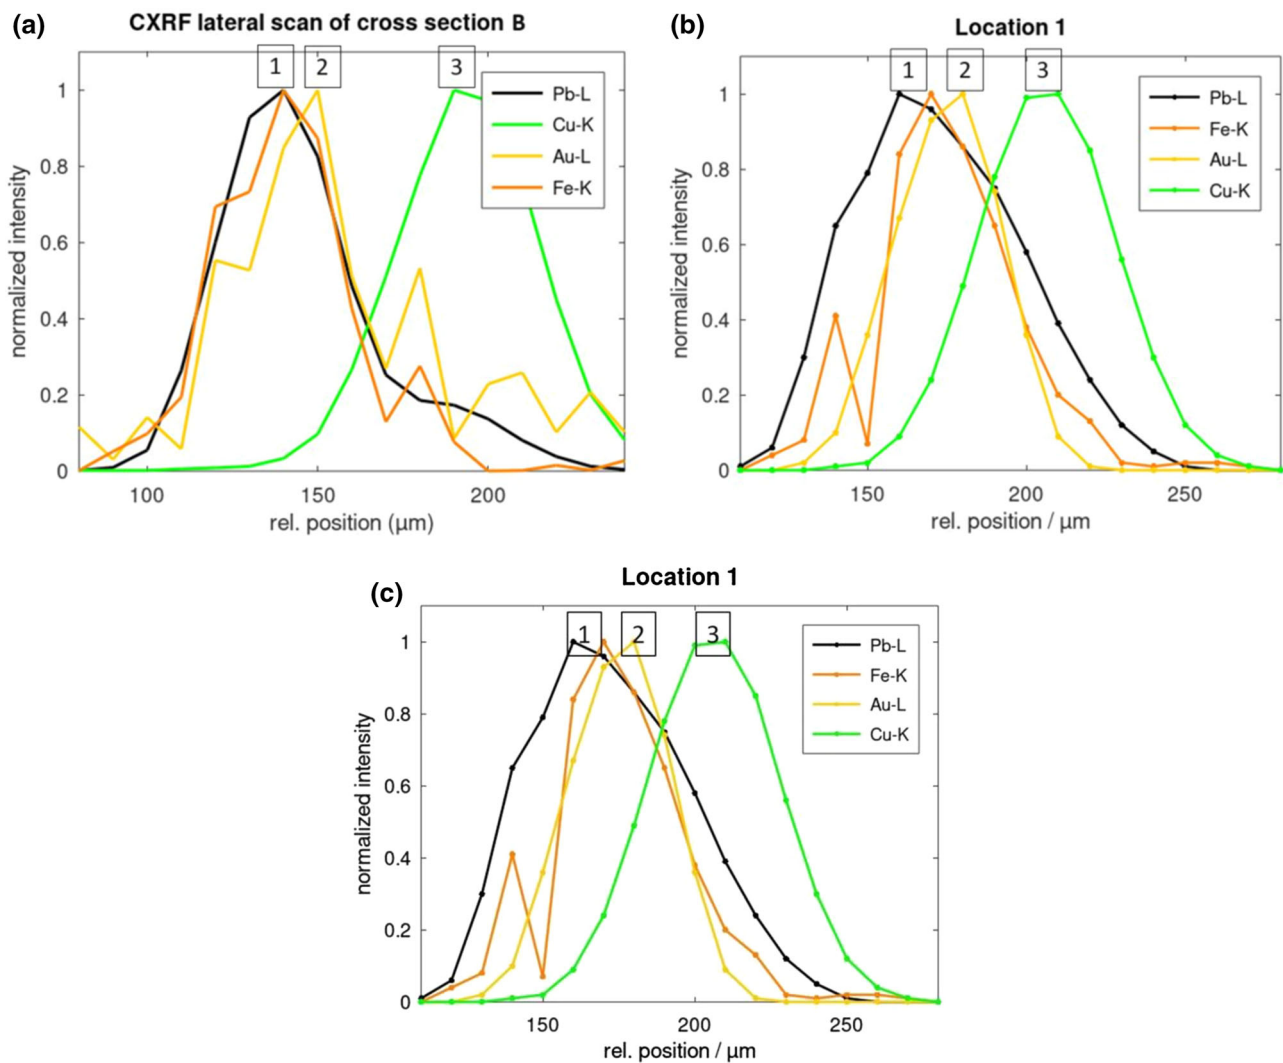 (a)
CXRF lateral scan of cross section B
1 2 3
1
0.8
0.6
0.4
0.2
0
normalized intensity
Pb-L
Cu-K
Au-L
Fe-K
100 150 200
rel. position (μm)
(b)
Location 1
1 2 3
1
0.8
0.6
0.4
0.2
0
normalized intensity
Pb-L
Fe-K
Au-L
Cu-K
150 200 250
rel. position / μm
(c)
Location 1
1 2 3
1
0.8
0.6
0.4
0.2
0
normalized intensity
Pb-L
Fe-K
Au-L
Cu-K
150 200 250
rel. position / μm